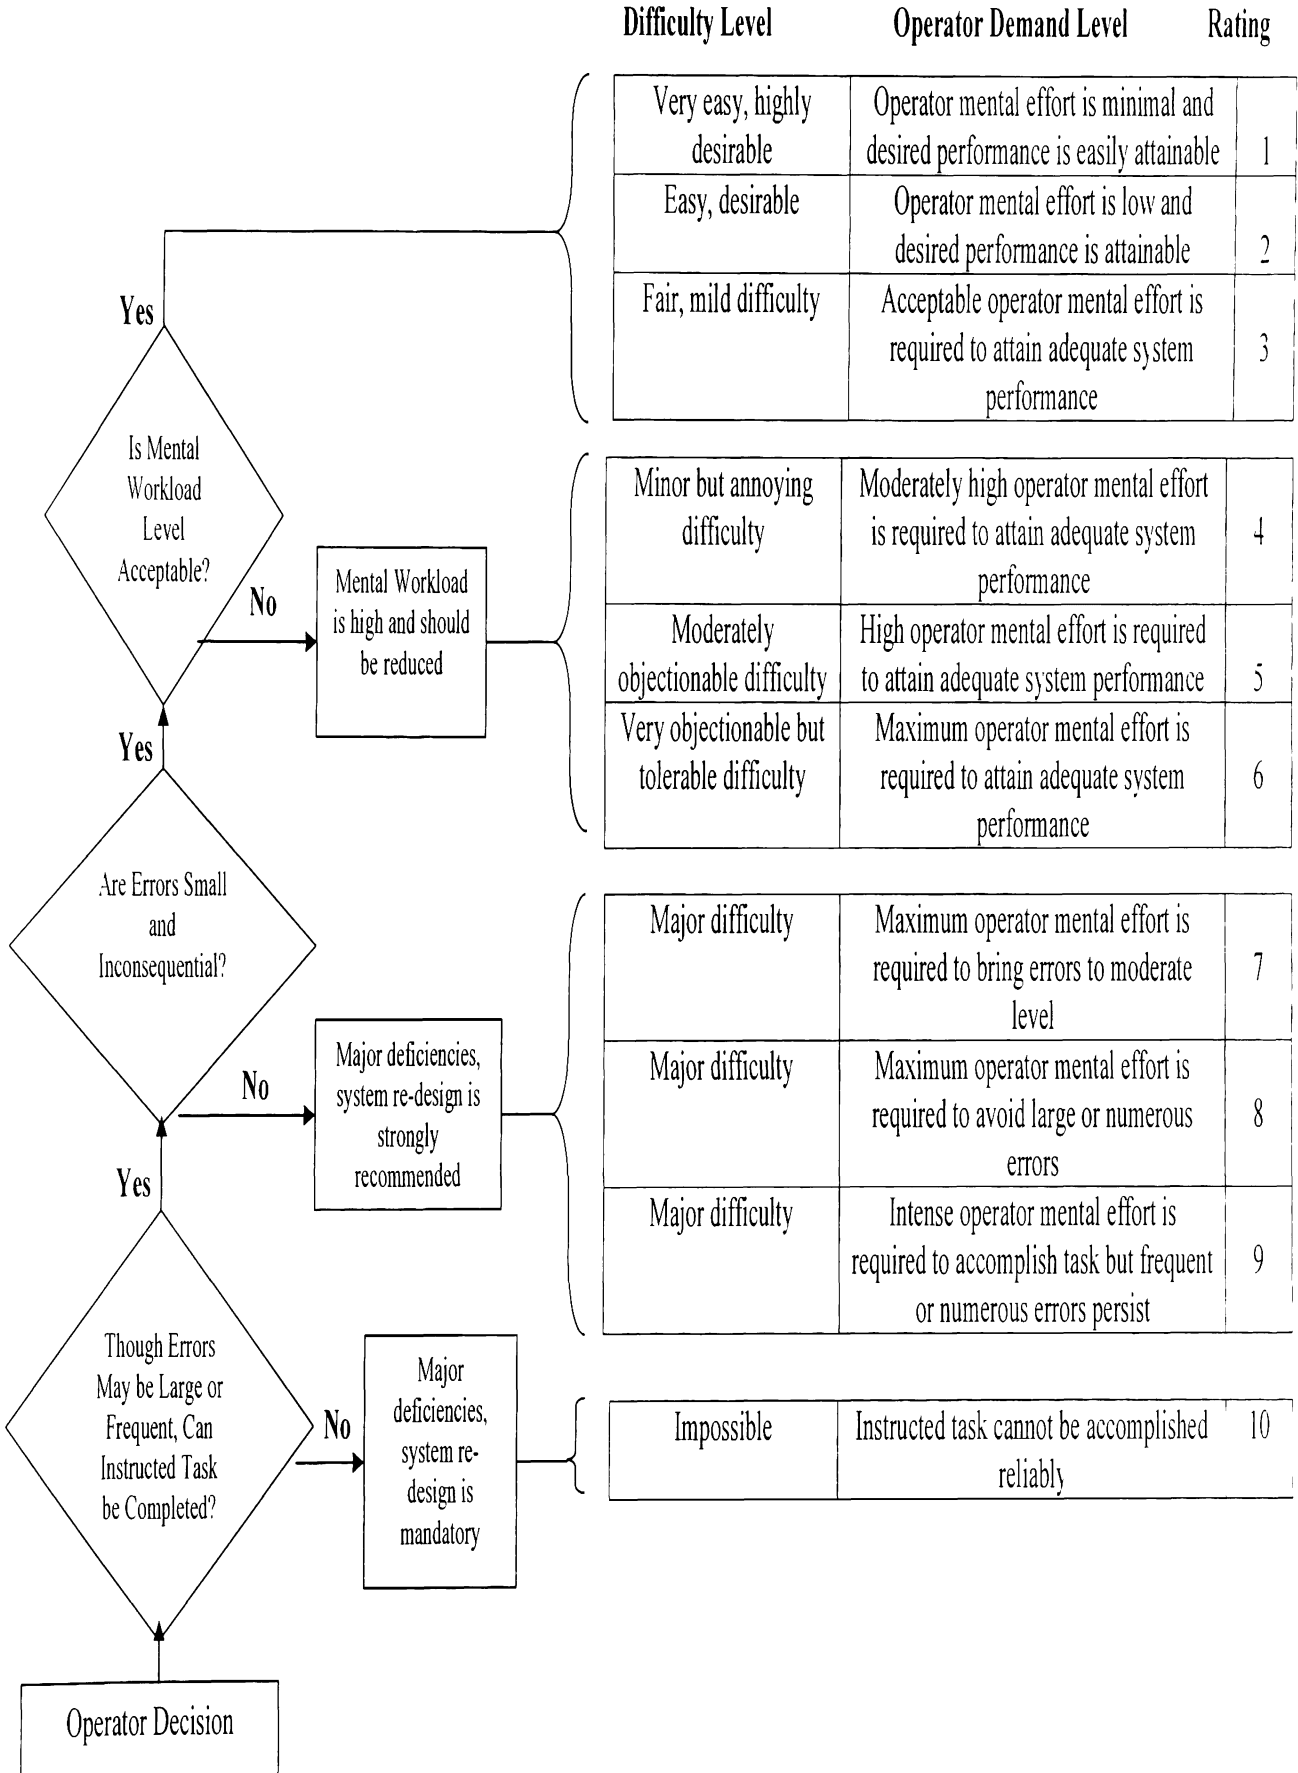 Difficulty Level Operator Demand Level Rating
Very easy, highly
desirable
Operator mental effort is minimal and
desired performance is easily attainable
1
Easy, desirable
Operator mental effort is low and
desired performance is attainable
2
Fair, mild difficulty
Acceptable operator mental effort is
required to attain adequate system
performance
3
Yes
Is Mental
Workload
Level
Acceptable?
No
Mental Workload
is high and should
be reduced
Minor but annoying
difficulty
Moderately high operator mental effort
is required to attain adequate system
performance
4
Moderately
objectionable difficulty
High operator mental effort is required
to attain adequate system performance
5
Very objectionable but
tolerable difficulty
Maximum operator mental effort is
required to attain adequate system
performance
6
Yes
Are Errors Small
and
Inconsequential?
No
Major deficiencies,
system re-design is
strongly
recommended
Major difficulty
Maximum operator mental effort is
required to bring errors to moderate
level
7
Major difficulty
Maximum operator mental effort is
required to avoid large or numerous
errors
8
Major difficulty
Intense operator mental effort is
required to accomplish task but frequent
or numerous errors persist
9
Yes
Though Errors
May be Large or
Frequent, Can
Instructed Task
be Completed?
No
Major
deficiencies,
system re-
design is
mandatory
Impossible
Instructed task cannot be accomplished
reliably
10
Operator Decision